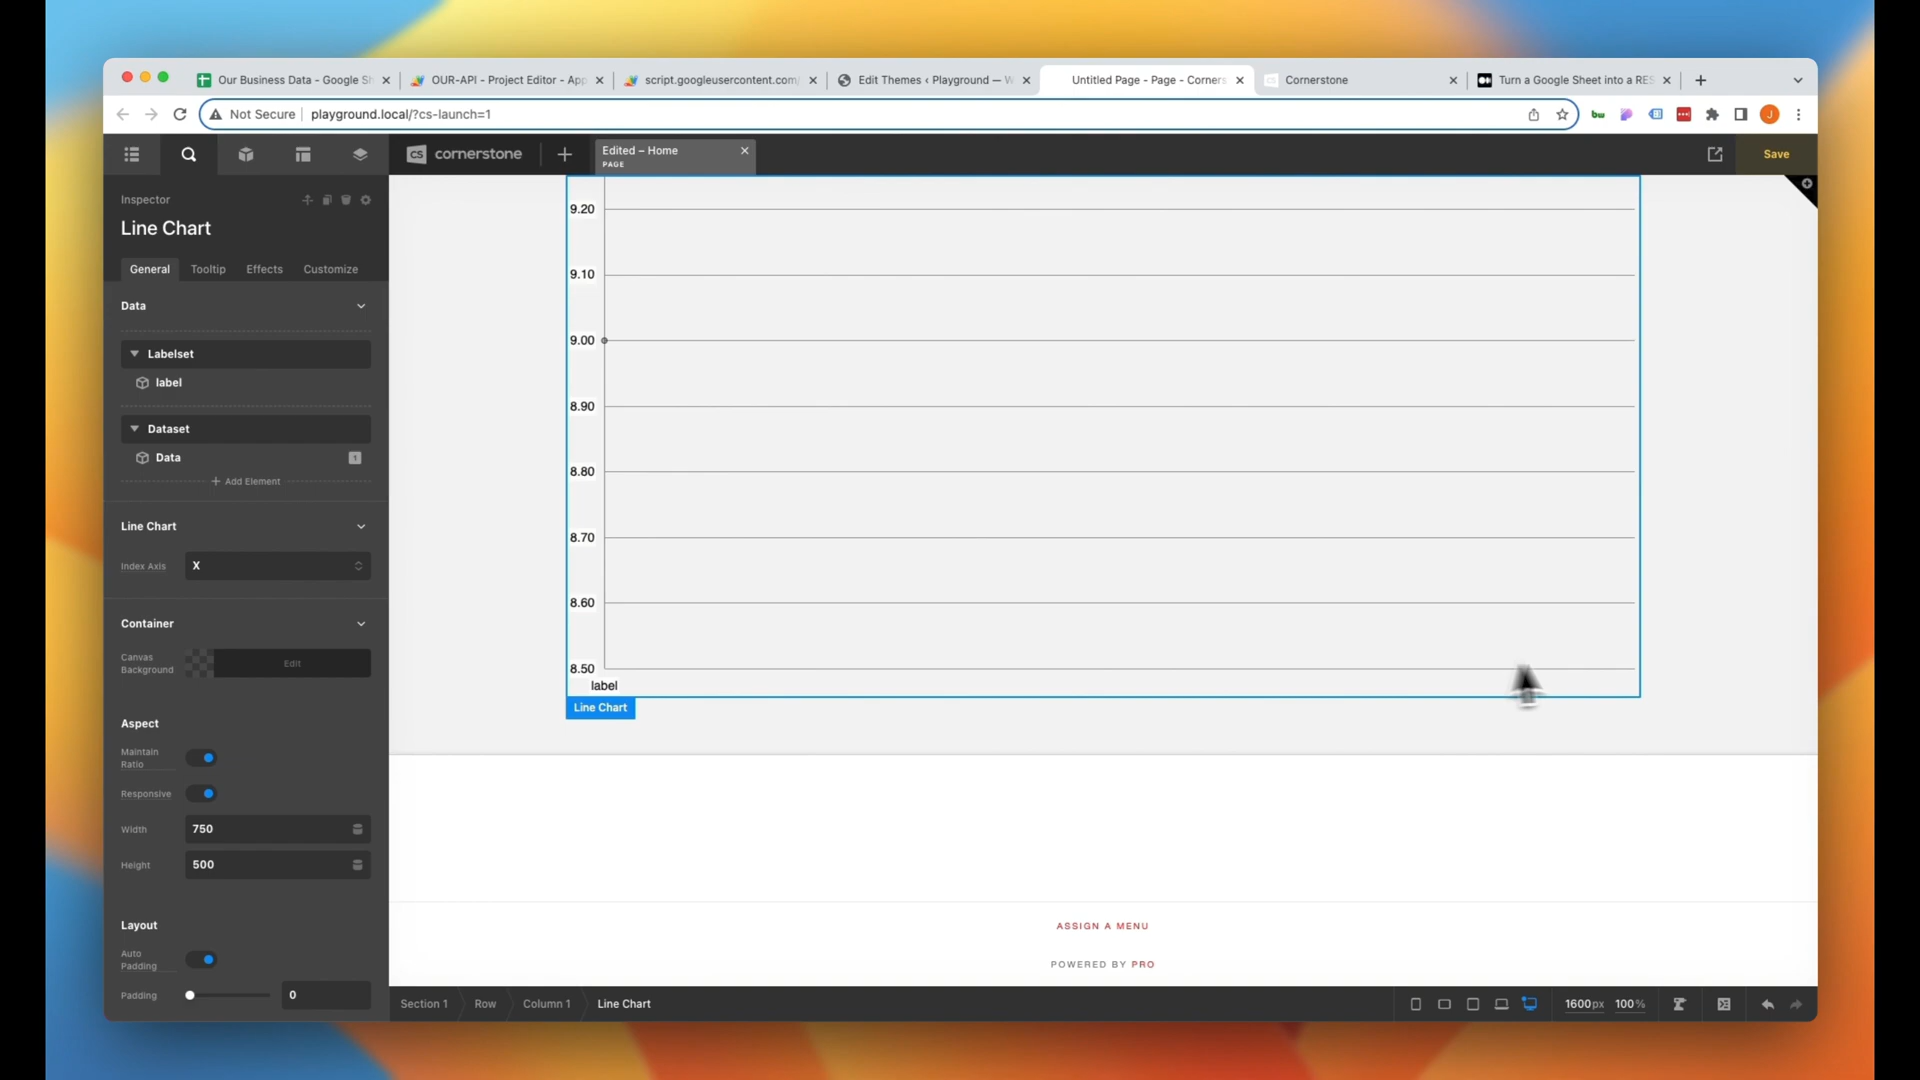 Our Business Data - Google Sh
OUR-API - Project Editor - App
script.googleusercontent.com/
Edit Themes ‹ Playground — W
Untitled Page - Page - Corners
Cornerstone
Turn a Google Sheet into a RES
Not Secure
playground.local/?cs-launch=1
J
cs cornerstone
Edited – Home
PAGE
Save
Inspector
Line Chart
General
Tooltip
Effects
Customize
Data
Labelset
label
Dataset
Data
1
Add Element
Line Chart
Index Axis
X
Container
Canvas
Background
Edit
Aspect
Maintain
Ratio
Responsive
Width
750
Height
500
Layout
Auto
Padding
Padding
0
9.20
9.10
9.00
8.90
8.80
8.70
8.60
8.50
label
Line Chart
ASSIGN A MENU
POWERED BY PRO
Section 1
Row
Column 1
Line Chart
1600px
100%